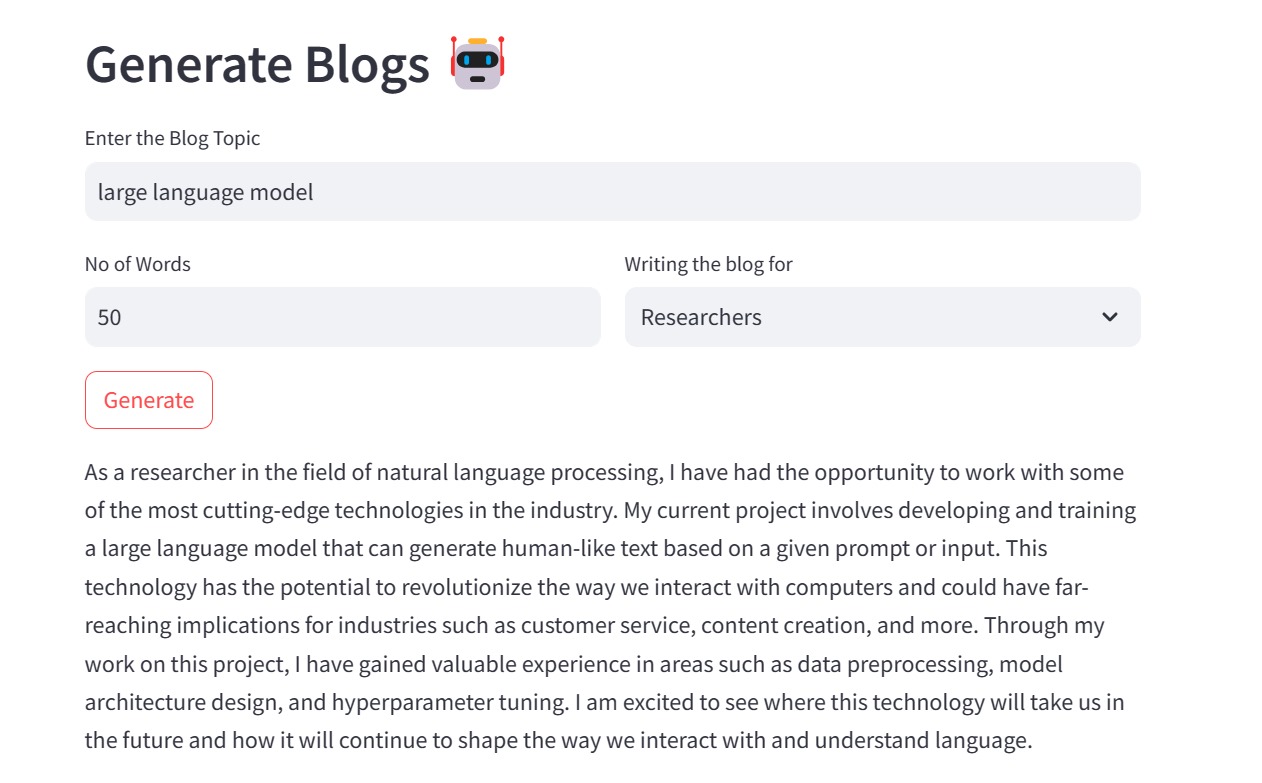 Generate Blogs 🤖
Enter the Blog Topic
large language model
No of Words
Writing the blog for
50
Researchers
Generate
As a researcher in the field of natural language processing, I have had the opportunity to work with some
of the most cutting-edge technologies in the industry. My current project involves developing and training
a large language model that can generate human-like text based on a given prompt or input. This
technology has the potential to revolutionize the way we interact with computers and could have far-
reaching implications for industries such as customer service, content creation, and more. Through my
work on this project, I have gained valuable experience in areas such as data preprocessing, model
architecture design, and hyperparameter tuning. I am excited to see where this technology will take us in
the future and how it will continue to shape the way we interact with and understand language.